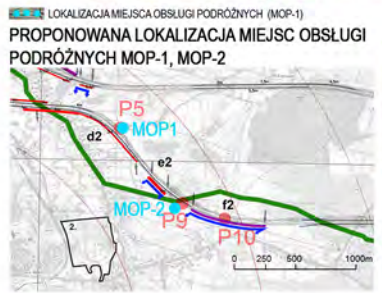 LOKALIZACJA MIEJSCA OBSŁUGI PODRÓŻNYCH (MOP-1)
PROPONOWANA LOKALIZACJA MIEJSC OBSŁUGI
PODRÓŻNYCH MOP-1, MOP-2
P5
MOP1
d2
e2
MOP-2
P9
f2
P10
2.
0 250 500 1000m